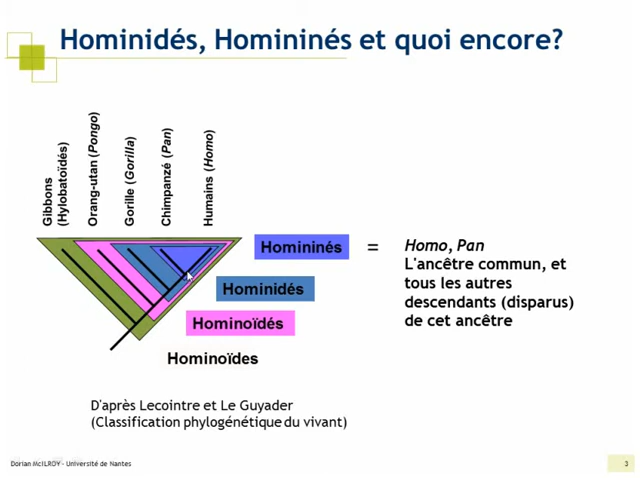 Hominidés, Homininés et quoi encore?
Gibbons
(Hylobatoïdés)
Orang-utan (Pongo)
Gorille (Gorilla)
Chimpanzé (Pan)
Humains (Homo)
Homininés
=
Homo, Pan
L'ancêtre commun, et
tous les autres
descendants (disparus)
de cet ancêtre
Hominidés
Hominoïdés
Hominoïdes
D'après Lecointre et Le Guyader
(Classification phylogénétique du vivant)
Dorian McILROY - Université de Nantes
3